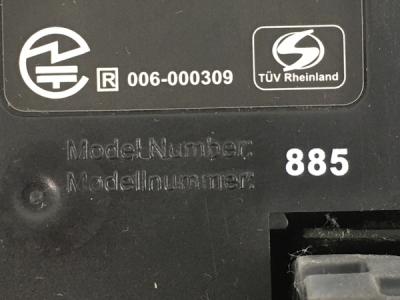 R 006-000309
TÜV Rheinland
Model Number:
Modellnummer:
885